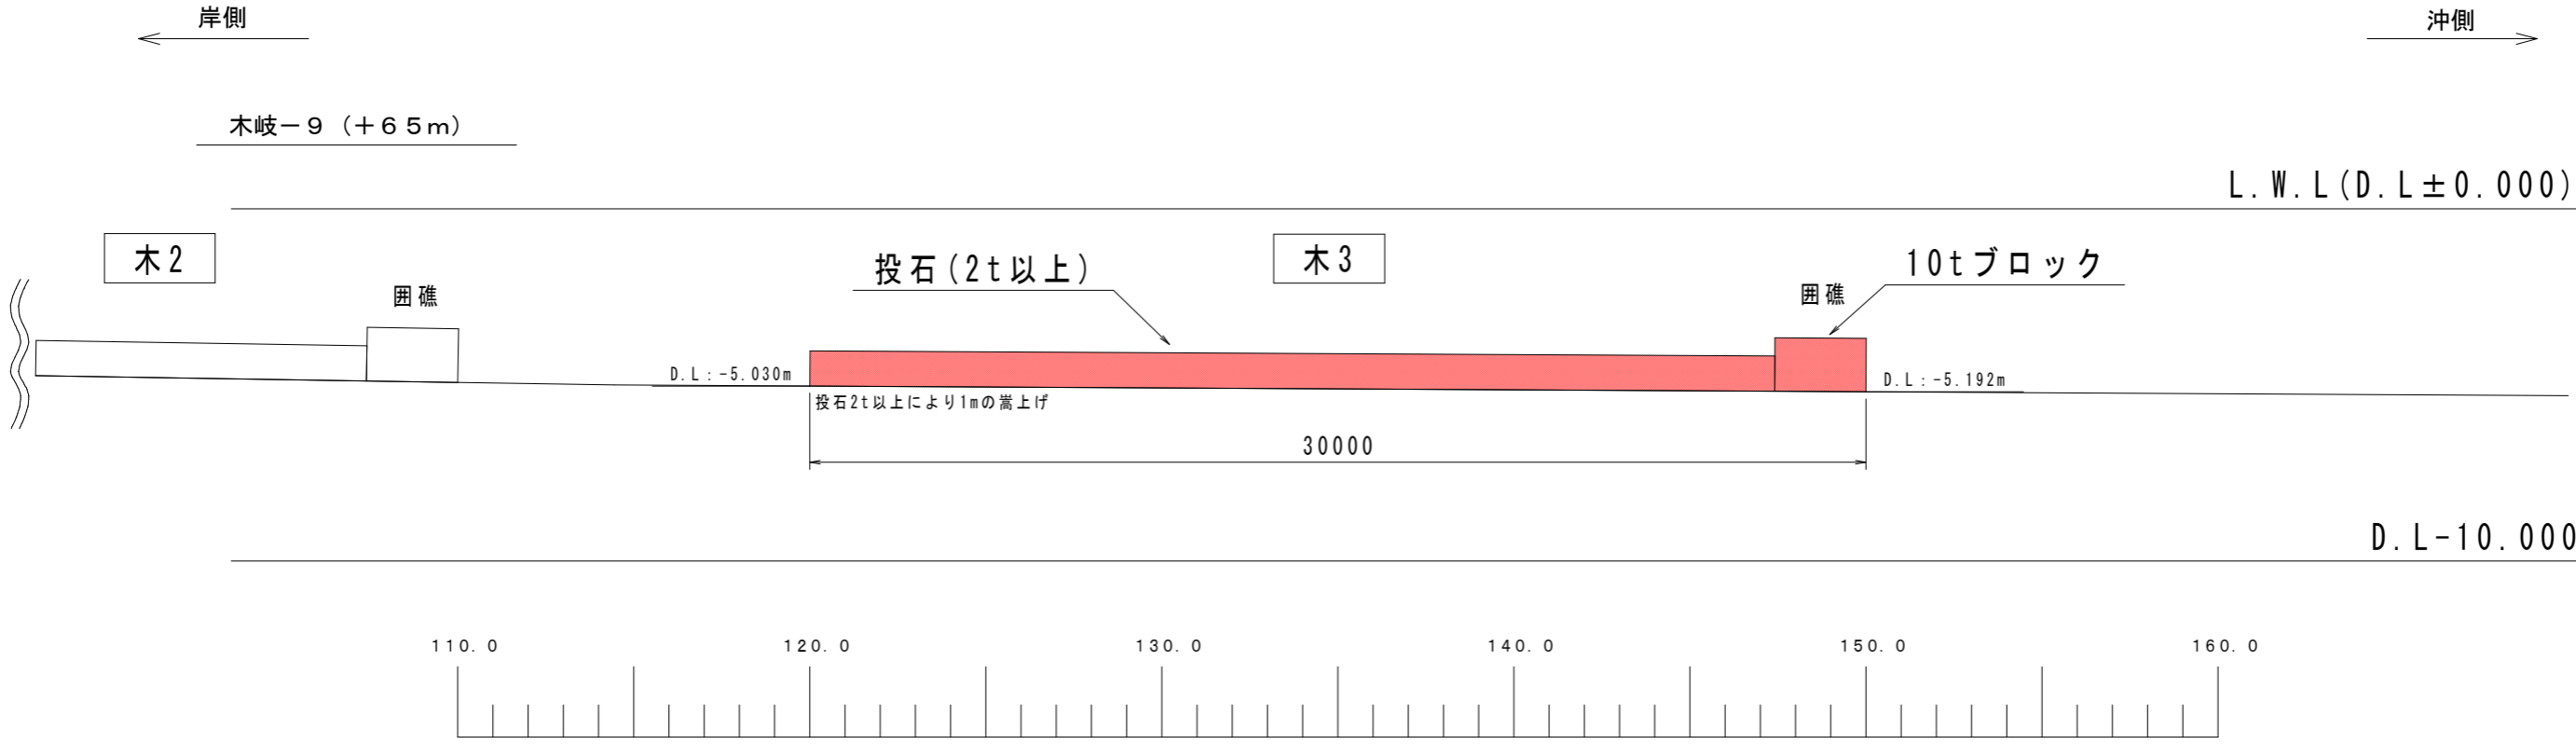 岸側
沖側
木岐－９（＋６５ｍ）
L.W.L(D.L±0.000)
木2
投石(2t以上)
木3
10tブロック
囲礁
囲礁
D.L:-5.030m
D.L:-5.192m
投石2t以上により1mの嵩上げ
30000
D.L-10.000
110.0
120.0
130.0
140.0
150.0
160.0